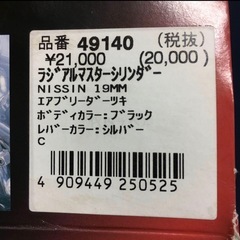 品番 49140 (税抜)
¥21,000 (20,000)
ﾗｼﾞｱﾙﾏｽﾀｰｼﾘﾝﾀﾞｰ
NISSIN 19MM
ｴｱﾌﾞﾘｰﾀﾞｰﾂｷ
ﾎﾞﾃﾞｨｶﾗｰ:ﾌﾞﾗｯｸ
ﾚﾊﾞｰｶﾗｰ:ｼﾙﾊﾞｰ
C
4 909449 250525